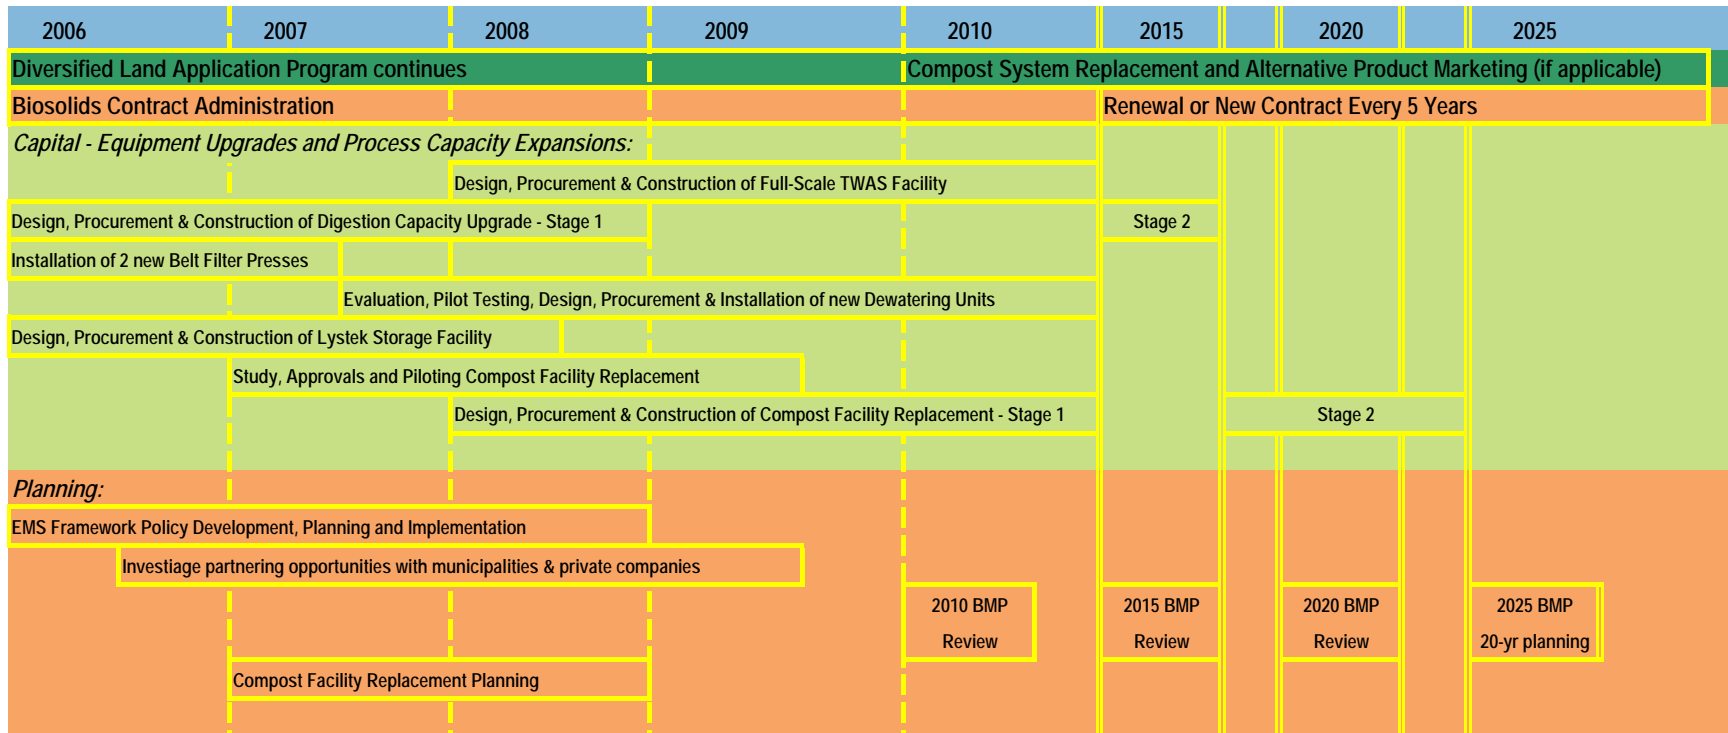 2006 2007 2008 2009 2010 2015 2020 2025
Diversified Land Application Program continues Compost System Replacement and Alternative Product Marketing (if applicable)
Biosolids Contract Administration Renewal or New Contract Every 5 Years
Capital - Equipment Upgrades and Process Capacity Expansions:
Design, Procurement & Construction of Full-Scale TWAS Facility
Design, Procurement & Construction of Digestion Capacity Upgrade - Stage 1 Stage 2
Installation of 2 new Belt Filter Presses
Evaluation, Pilot Testing, Design, Procurement & Installation of new Dewatering Units
Design, Procurement & Construction of Lystek Storage Facility
Study, Approvals and Piloting Compost Facility Replacement
Design, Procurement & Construction of Compost Facility Replacement - Stage 1 Stage 2
Planning:
EMS Framework Policy Development, Planning and Implementation
Investiage partnering opportunities with municipalities & private companies
2010 BMP 2015 BMP 2020 BMP 2025 BMP
Review Review Review 20-yr planning
Compost Facility Replacement Planning